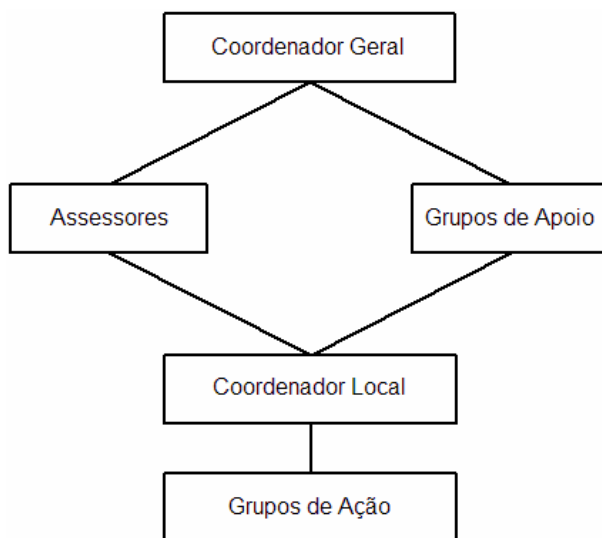 Coordenador Geral
Assessores
Grupos de Apoio
Coordenador Local
Grupos de Ação